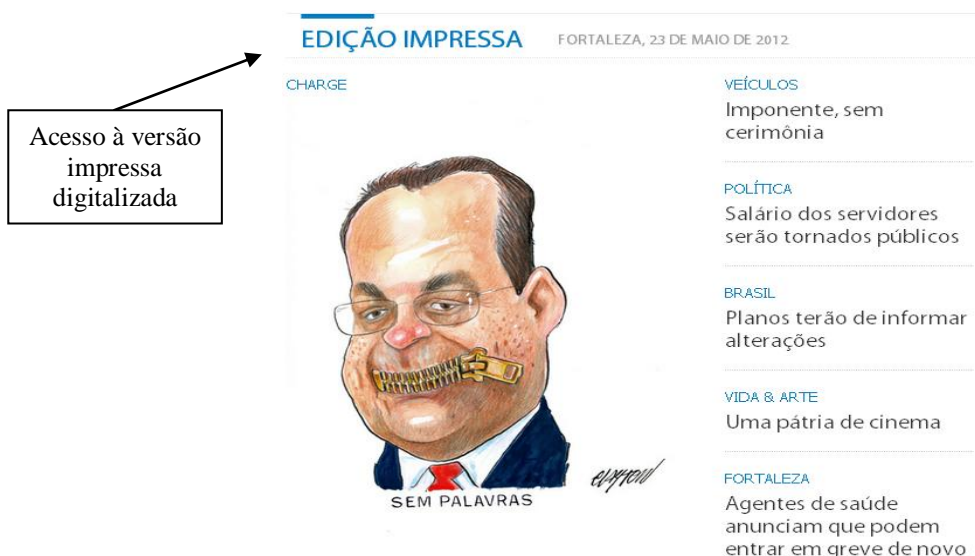 EDIÇÃO IMPRESSA
FORTALEZA, 23 DE MAIO DE 2012
Acesso à versão
impressa
digitalizada
CHARGE
SEM PALAVRAS
VEÍCULOS
Imponente, sem
cerimônia
POLÍTICA
Salário dos servidores
serão tornados públicos
BRASIL
Planos terão de informar
alterações
VIDA & ARTE
Uma pátria de cinema
FORTALEZA
Agentes de saúde
anunciam que podem
entrar em greve de novo